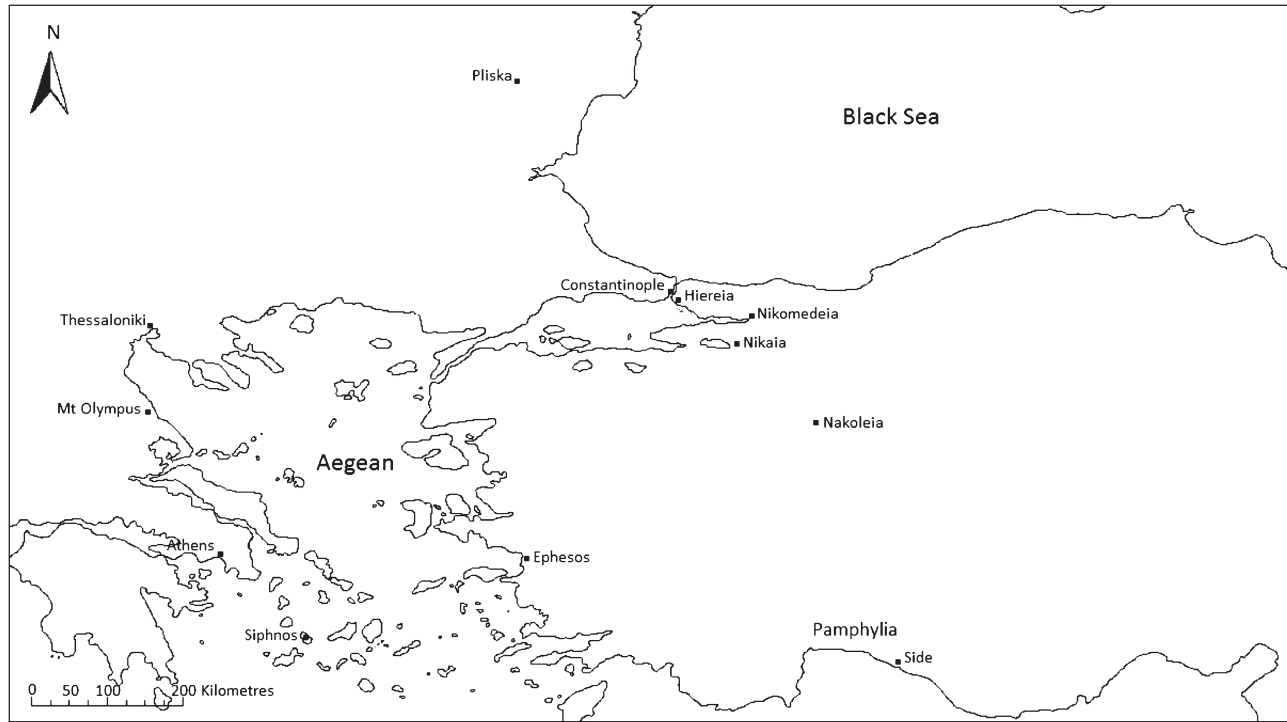 N
Pliska
Black Sea
Constantinople
Hiereia
Thessaloniki
Nikomedeia
Nikaia
Mt Olympus
Nakoleia
Aegean
Athens
Ephesos
Siphnos
Pamphylia
Side
0 50 100 200 Kilometres